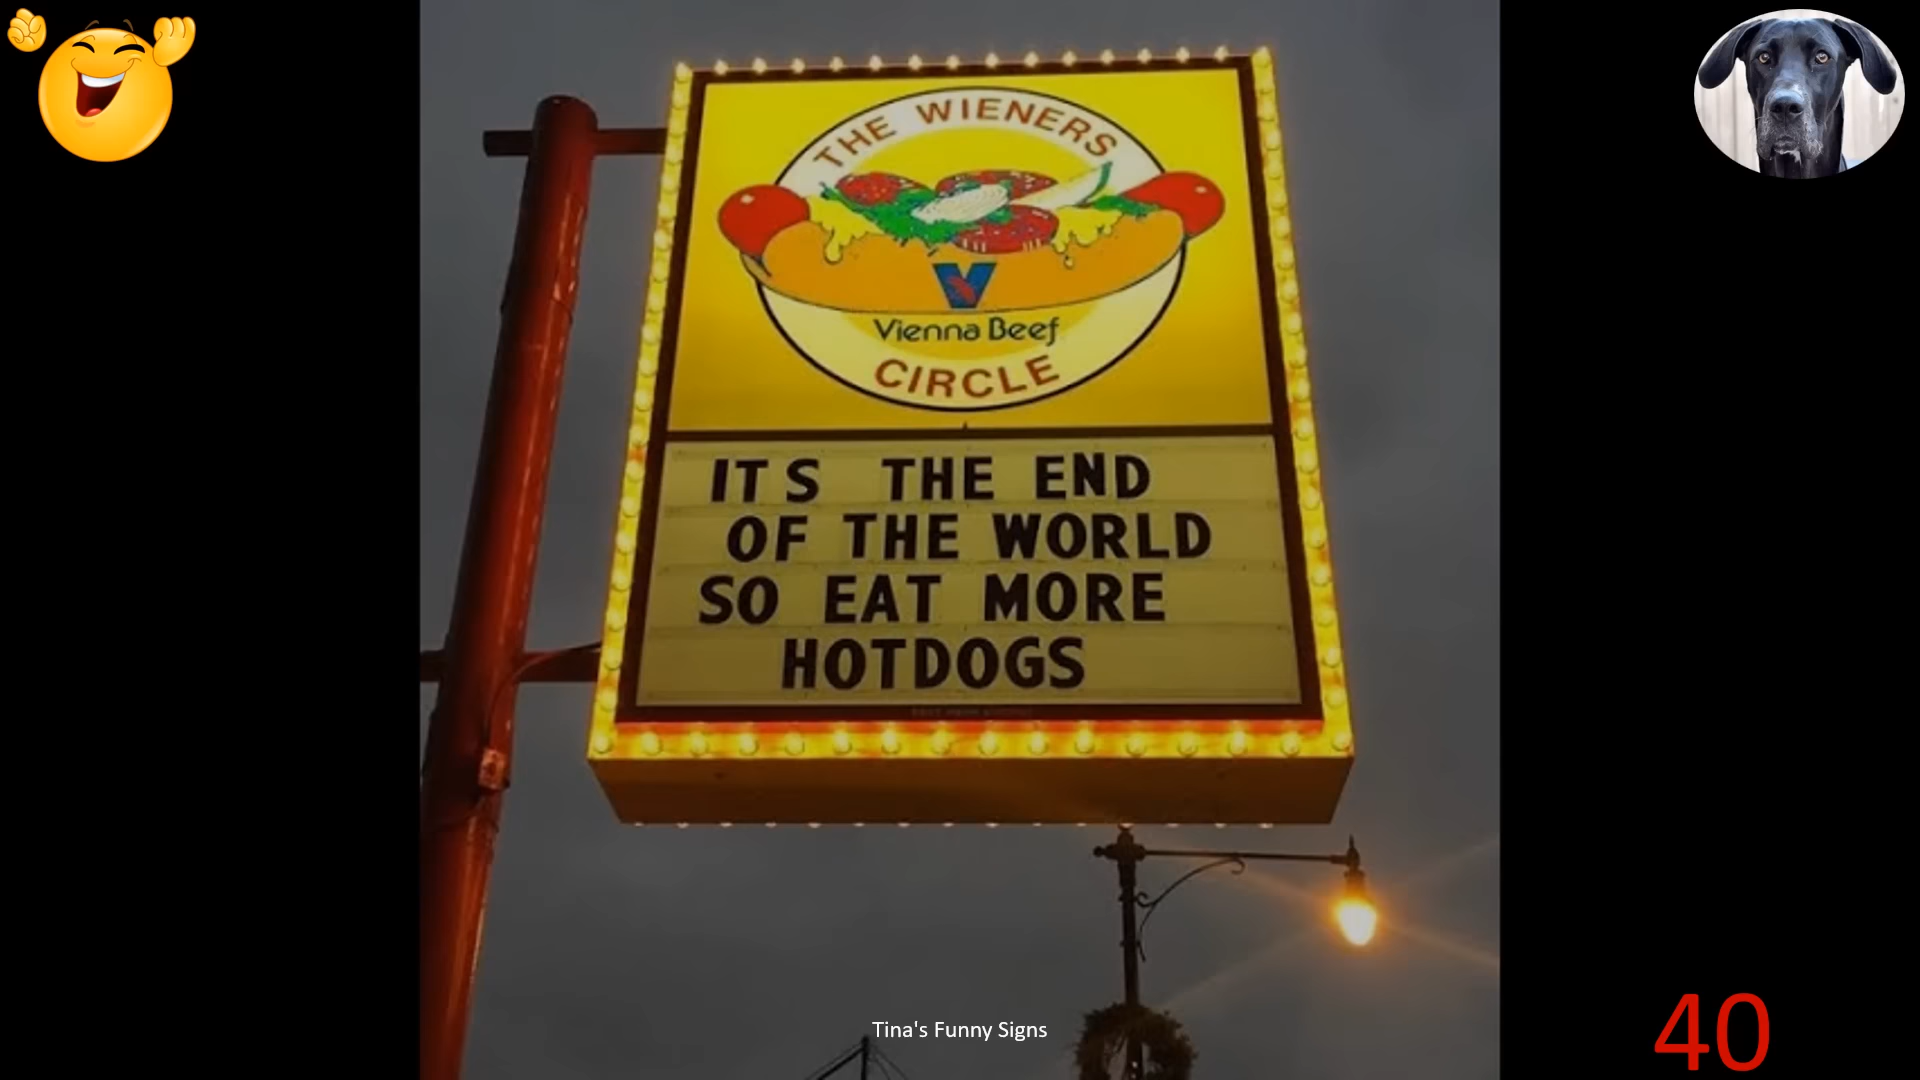 THE WIENERS
Vienna Beef
CIRCLE
ITS THE END
OF THE WORLD
SO EAT MORE
HOTDOGS
Tina's Funny Signs
40